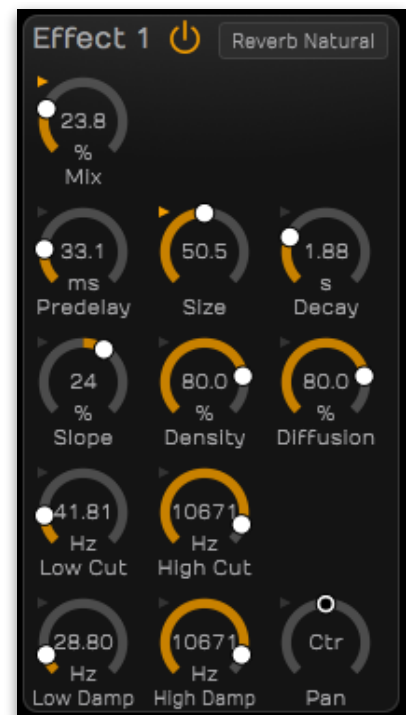 Effect 1 Reverb Natural
23.8
%
Mix
33.1 50.5 1.88
ms s
Predelay Size Decay
24 80.0 80.0
% % %
Slope Density Diffusion
41.81 10671
Hz Hz
Low Cut High Cut
28.80 10671 Ctr
Hz Hz
Low Damp High Damp Pan